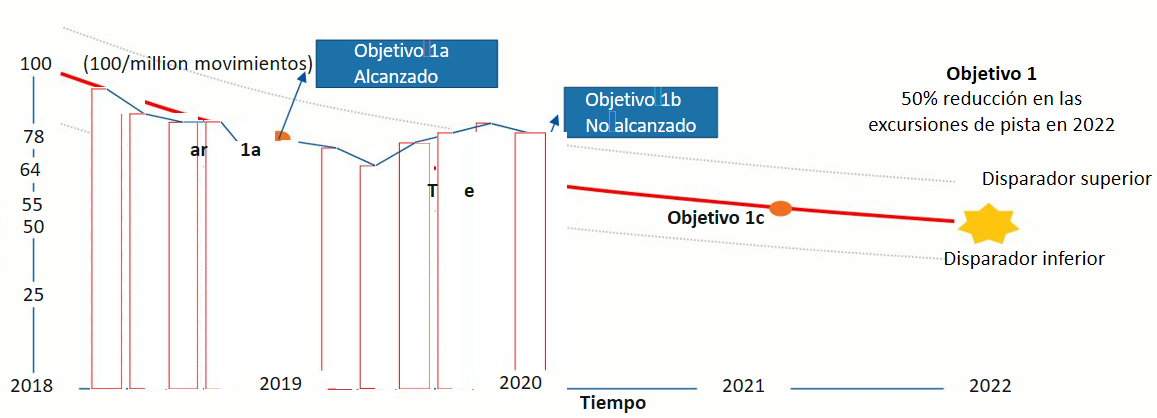 Objetivo 1a
Alcanzado
100
(100/million movimientos)
Objetivo 1
50% reducción en las
excursiones de pista en 2022
Objetivo 1b
No alcanzado
78
ar 1a
64
T e
Disparador superior
55
Objetivo 1c
50
Disparador inferior
25
2018
2019
2020
2021
2022
Tiempo